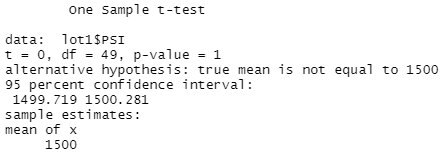 One Sample t-test
data: lot1$PSI
t = 0, df = 49, p-value = 1
alternative hypothesis: true mean is not equal to 1500
95 percent confidence interval:
1499.719 1500.281
sample estimates:
mean of x
1500